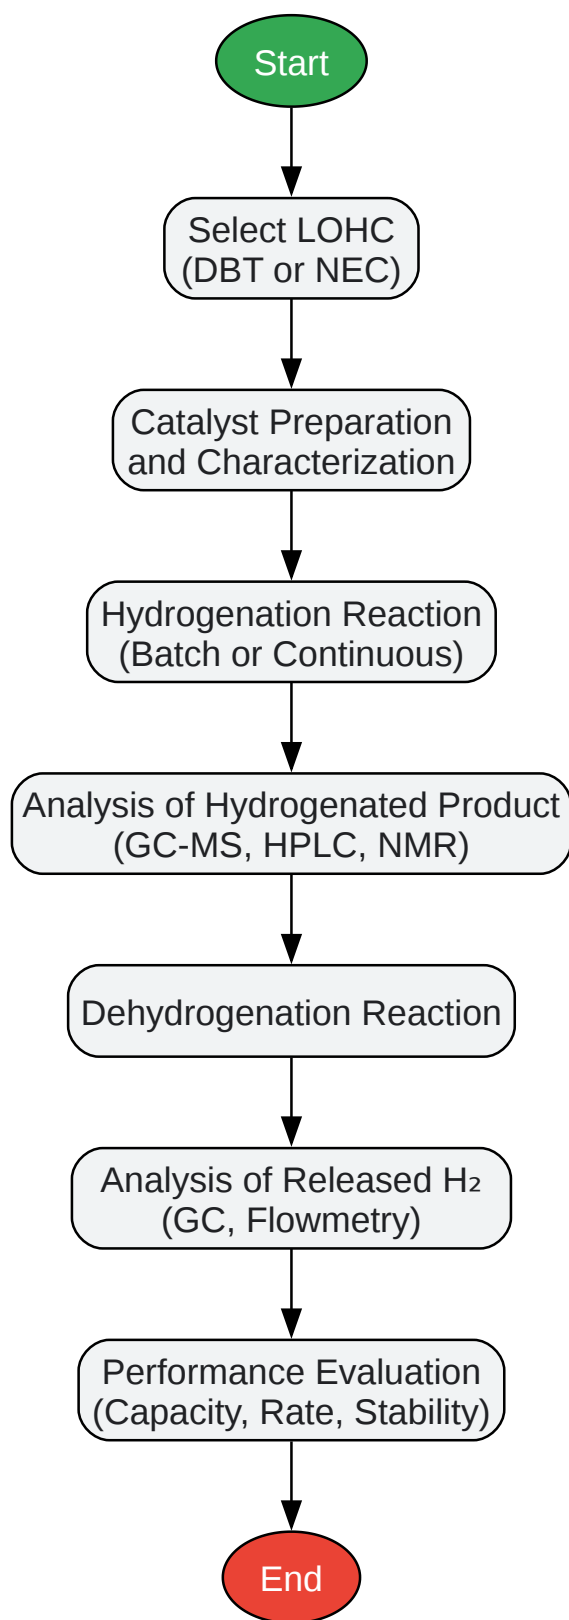 Start
Select LOHC
(DBT or NEC)
Catalyst Preparation
and Characterization
Hydrogenation Reaction
(Batch or Continuous)
Analysis of Hydrogenated Product
(GC-MS, HPLC, NMR)
Dehydrogenation Reaction
Analysis of Released H₂
(GC, Flowmetry)
Performance Evaluation
(Capacity, Rate, Stability)
End